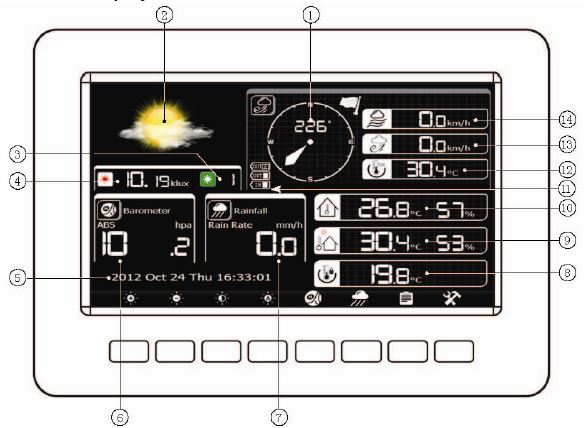 ① ②
N
226°
W E
S
③
④ 10.19 klux 1
0.0 km/h ⑭
0.0 km/h ⑬
30.4 °C ⑫
OUT2
OUT
IN ⑪
Barometer
ABS hpa
10 .2
Rainfall
Rain Rate mm/h
0.0
26.8 °C 57 % ⑩
30.4 °C 53 % ⑨
19.8 °C ⑧
⑤ 2012 Oct 24 Thu 16:33:01
⑥ ⑦